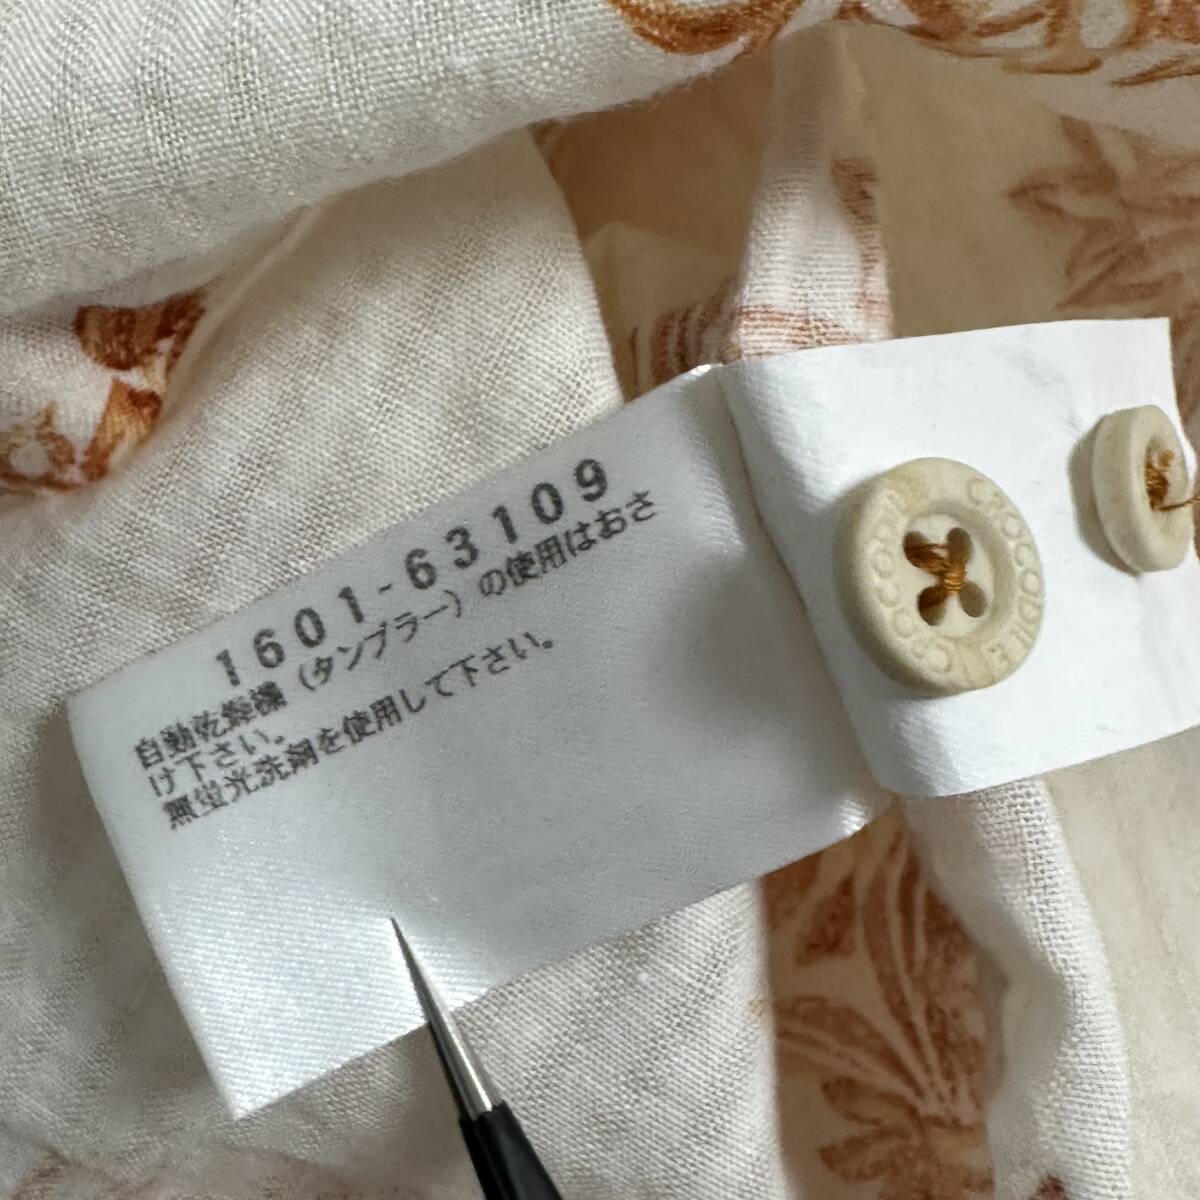 1601-63109
自動乾燥機（タンブラー）の使用はおさ
け下さい。
無蛍光洗剤を使用して下さい。
CROCODILE
CROCODILE